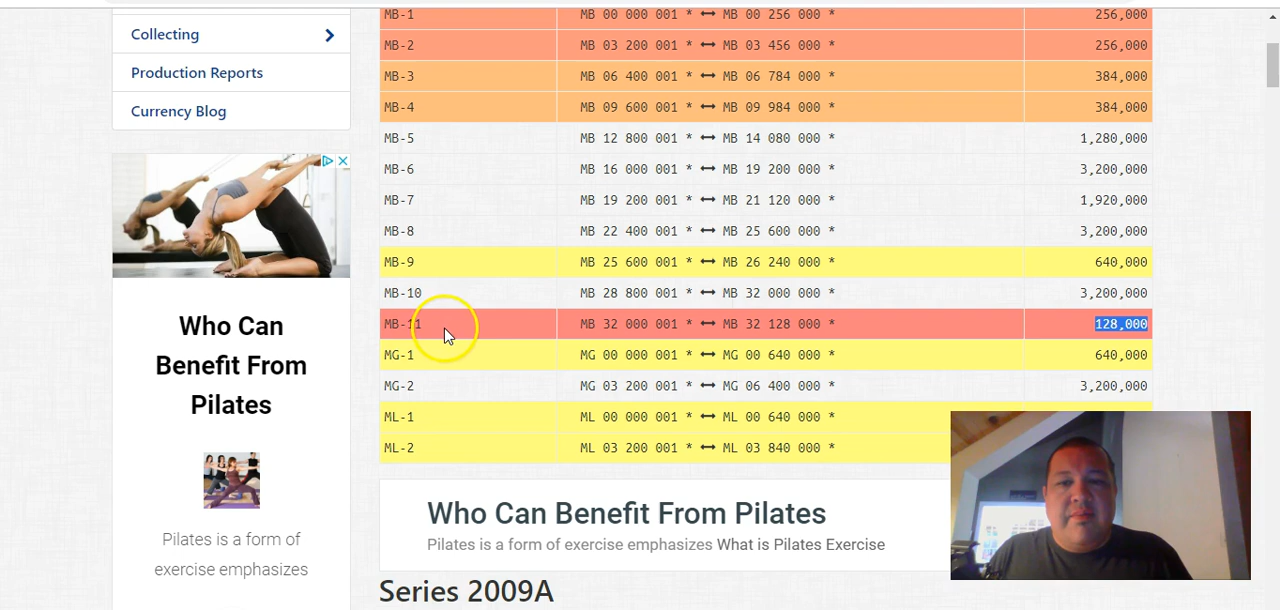 Collecting
Production Reports
Currency Blog
Who Can
Benefit From
Pilates
Pilates is a form of
exercise emphasizes
MB-1 MB 00 000 001 * ↔ MB 00 256 000 * 256,000
MB-2 MB 03 200 001 * ↔ MB 03 456 000 * 256,000
MB-3 MB 06 400 001 * ↔ MB 06 784 000 * 384,000
MB-4 MB 09 600 001 * ↔ MB 09 984 000 * 384,000
MB-5 MB 12 800 001 * ↔ MB 14 080 000 * 1,280,000
MB-6 MB 16 000 001 * ↔ MB 19 200 000 * 3,200,000
MB-7 MB 19 200 001 * ↔ MB 21 120 000 * 1,920,000
MB-8 MB 22 400 001 * ↔ MB 25 600 000 * 3,200,000
MB-9 MB 25 600 001 * ↔ MB 26 240 000 * 640,000
MB-10 MB 28 800 001 * ↔ MB 32 000 000 * 3,200,000
MB-11 MB 32 000 001 * ↔ MB 32 128 000 * 128,000
MG-1 MG 00 000 001 * ↔ MG 00 640 000 * 640,000
MG-2 MG 03 200 001 * ↔ MG 06 400 000 * 3,200,000
ML-1 ML 00 000 001 * ↔ ML 00 640 000 *
ML-2 ML 03 200 001 * ↔ ML 03 840 000 *
Who Can Benefit From Pilates
Pilates is a form of exercise emphasizes What is Pilates Exercise
Series 2009A